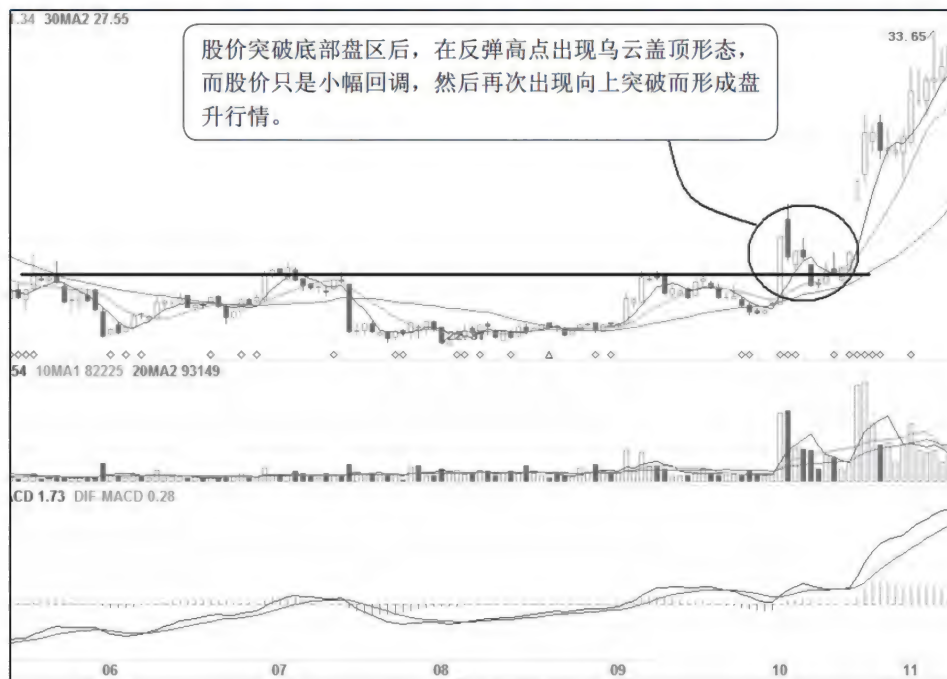 1.34 30MA2 27.55
股价突破底部盘区后，在反弹高点出现乌云盖顶形态，
而股价只是小幅回调，然后再次出现向上突破而形成盘
升行情。
33.65
22.37
54 10MA1 82225 20MA2 93149
ACD 1.73 DIF-MACD 0.28
06 07 08 09 10 11